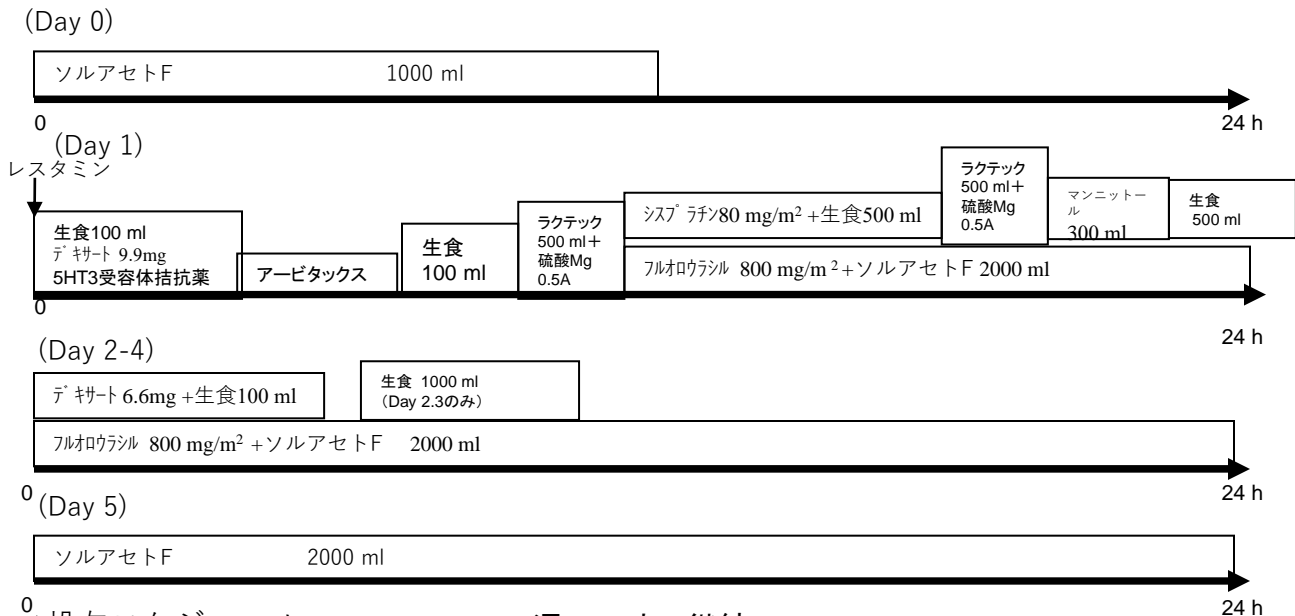 (Day 0)
ソルアセトF 1000 ml
0 24 h
(Day 1)
レスタミン
生食100 ml
デキサート 9.9mg
5HT3受容体拮抗薬
アービタックス
生食
100 ml
ラクテック
500 ml＋
硫酸Mg
0.5A
シスプラチン80 mg/m² +生食500 ml
ラクテック
500 ml＋
硫酸Mg
0.5A
マンニットー
ル
300 ml
生食
500 ml
フルオロウラシル 800 mg/m² +ソルアセトF 2000 ml
0
24 h
(Day 2-4)
デキサート 6.6mg +生食100 ml
生食 1000 ml
（Day 2.3のみ）
フルオロウラシル 800 mg/m² +ソルアセトF 2000 ml
0 24 h
(Day 5)
ソルアセトF 2000 ml
0 24 h